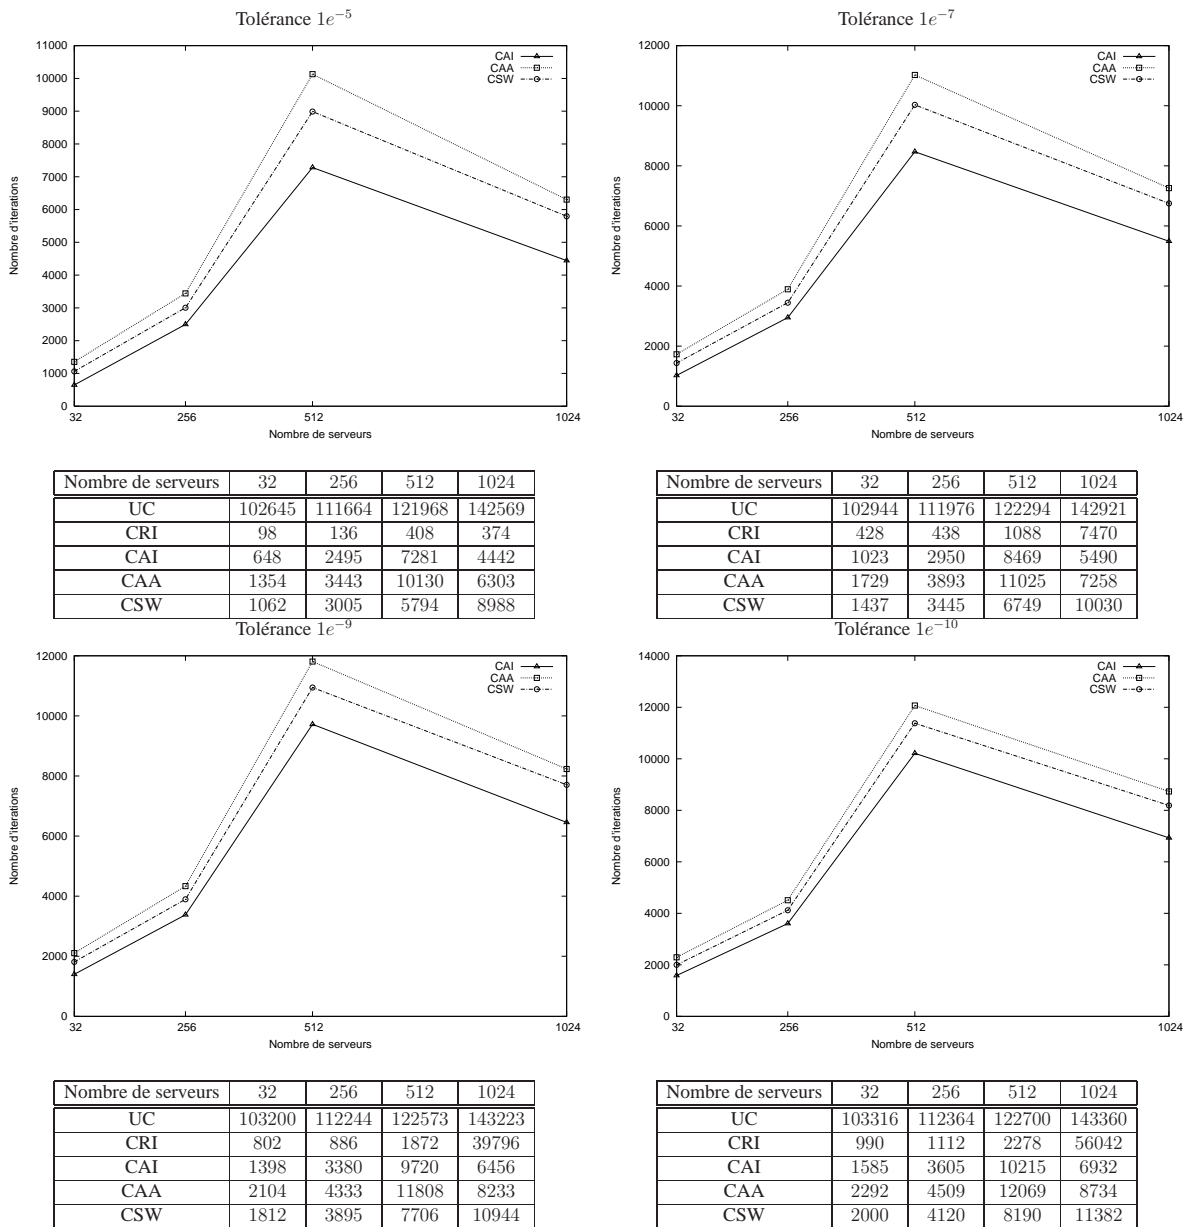 Tolérance 1e⁻⁵
11000
10000
9000
8000
7000
6000
5000
4000
3000
2000
1000
0
Nombre d'iterations
CAI
CAA
CSW
32 256 512 1024
Nombre de serveurs
Tolérance 1e⁻⁷
12000
10000
8000
6000
4000
2000
0
Nombre d'iterations
CAI
CAA
CSW
32 256 512 1024
Nombre de serveurs
Nombre de serveurs 32 256 512 1024
UC 102645 111664 121968 142569
CRI 98 136 408 374
CAI 648 2495 7281 4442
CAA 1354 3443 10130 6303
CSW 1062 3005 5794 8988
Nombre de serveurs 32 256 512 1024
UC 102944 111976 122294 142921
CRI 428 438 1088 7470
CAI 1023 2950 8469 5490
CAA 1729 3893 11025 7258
CSW 1437 3445 6749 10030
Tolérance 1e⁻⁹
12000
10000
8000
6000
4000
2000
0
Nombre d'iterations
CAI
CAA
CSW
32 256 512 1024
Nombre de serveurs
Tolérance 1e⁻¹⁰
14000
12000
10000
8000
6000
4000
2000
0
Nombre d'iterations
CAI
CAA
CSW
32 256 512 1024
Nombre de serveurs
Nombre de serveurs 32 256 512 1024
UC 103200 112244 122573 143223
CRI 802 886 1872 39796
CAI 1398 3380 9720 6456
CAA 2104 4333 11808 8233
CSW 1812 3895 7706 10944
Nombre de serveurs 32 256 512 1024
UC 103316 112364 122700 143360
CRI 990 1112 2278 56042
CAI 1585 3605 10215 6932
CAA 2292 4509 12069 8734
CSW 2000 4120 8190 11382